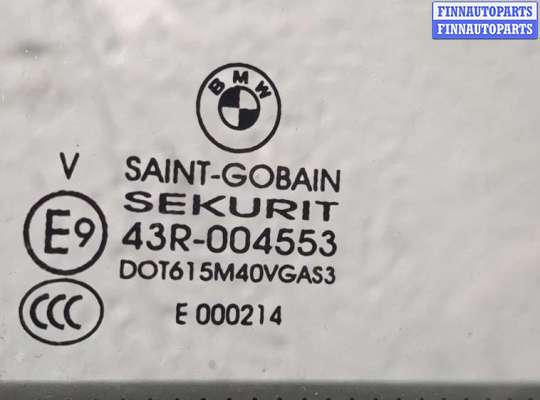 FINNAUTOPARTS
FINNAUTOPARTS
BMW
V
SAINT-GOBAIN
SEKURIT
E9
43R-004553
DOT615M40VGAS3
CCC
E 000214